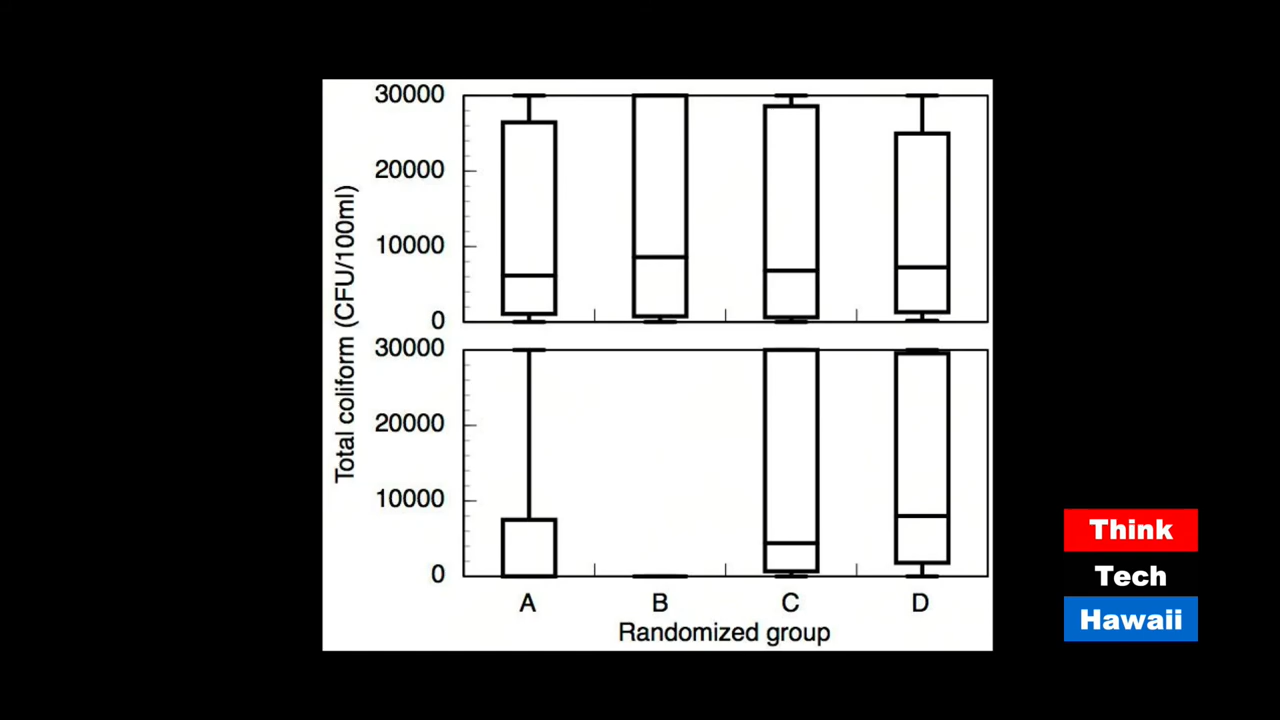 30000
20000
10000
0
30000
20000
10000
0
Total coliform (CFU/100ml)
A B C D
Randomized group
Think
Tech
Hawaii